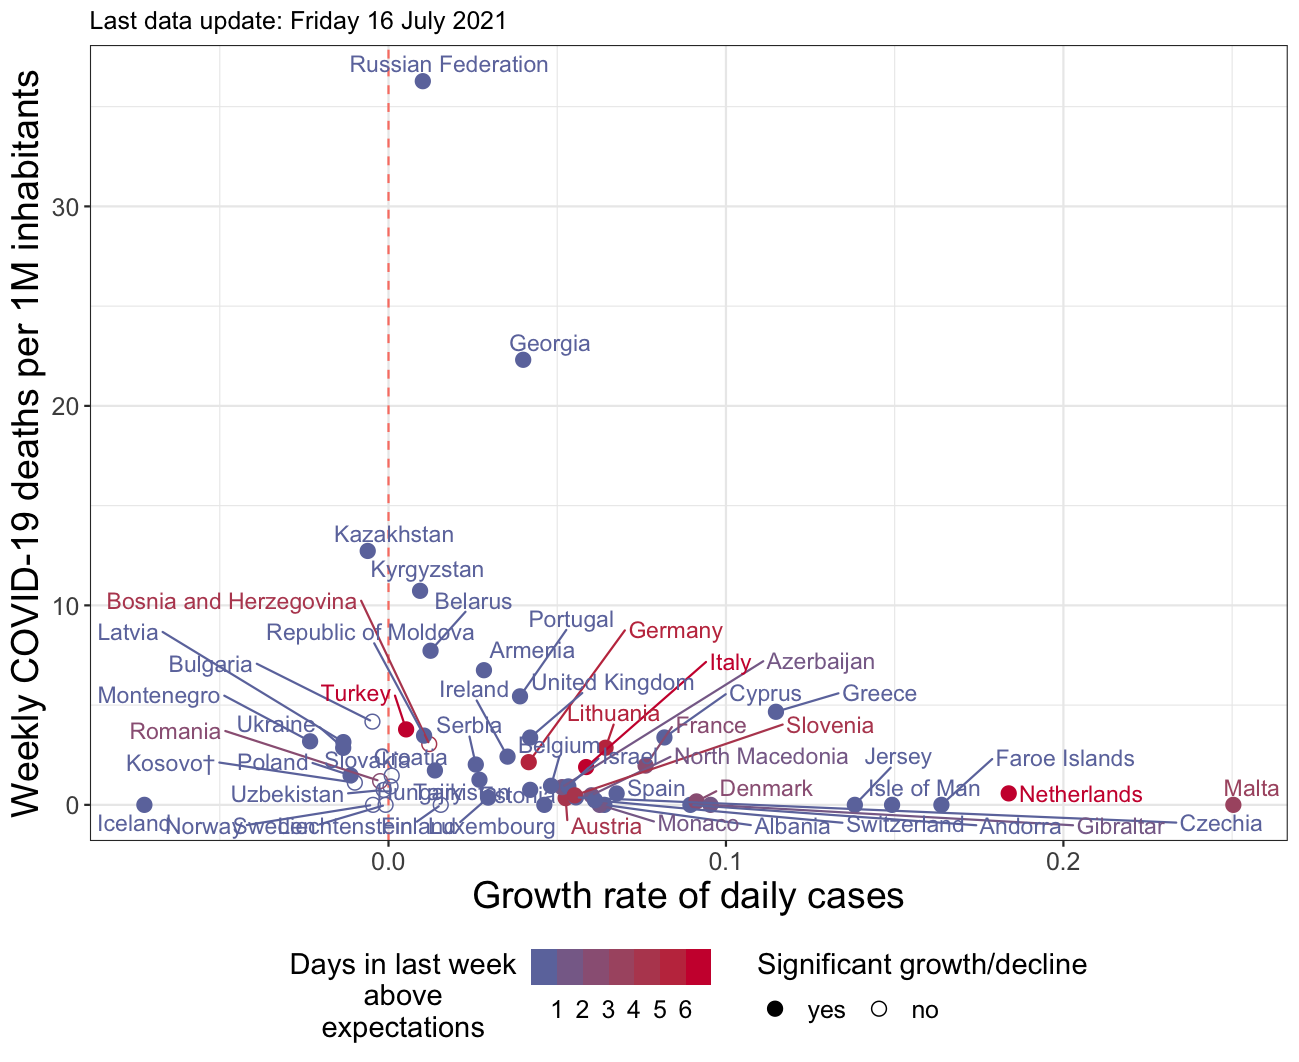 Last data update: Friday 16 July 2021
Weekly COVID-19 deaths per 1M inhabitants
Russian Federation
30
Georgia
20
Kazakhstan
Kyrgyzstan
10
Bosnia and Herzegovina
Belarus
Portugal
Latvia
Republic of Moldova
Germany
Armenia
Bulgaria
Italy
Azerbaijan
Montenegro
Turkey
Ireland
United Kingdom
Cyprus
Greece
Lithuania
Romania
Ukraine
Serbia
France
Slovenia
Belgium
Kosovo†
Poland
Slovakia
Croatia
Israel
North Macedonia
Jersey
Faroe Islands
Uzbekistan
Hungary
Tajikistan
Estonia
Spain
Denmark
Isle of Man
Netherlands
Malta
0
Iceland
Norway
Sweden
Liechtenstein
Finland
Luxembourg
Austria
Monaco
Albania
Switzerland
Andorra
Gibraltar
Czechia
0.0 0.1 0.2
Growth rate of daily cases
Days in last week
above
expectations
1 2 3 4 5 6
Significant growth/decline
yes no